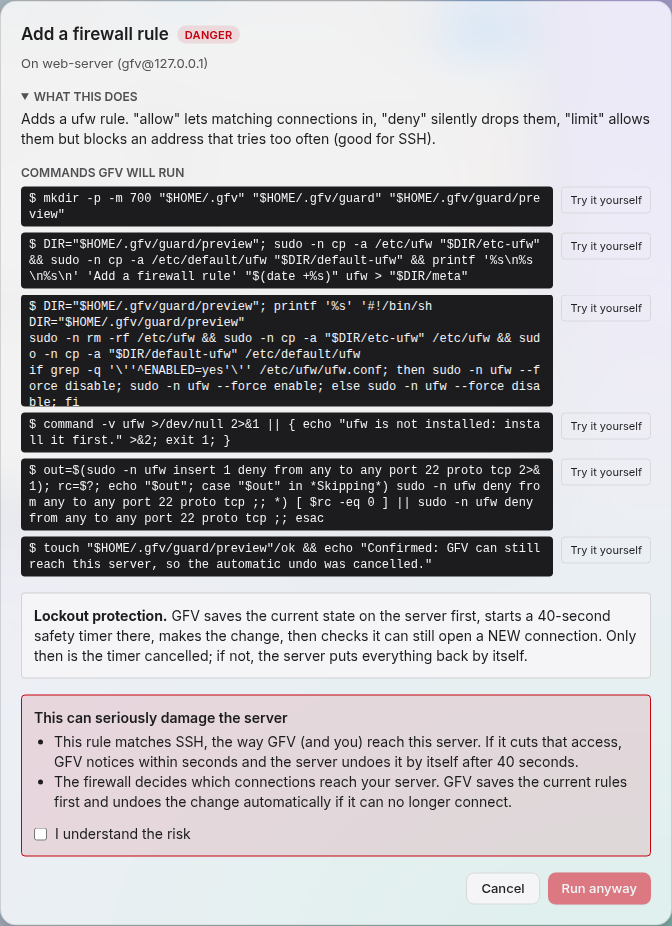 Add a firewall rule DANGER
On web-server (gfv@127.0.0.1)
▼ WHAT THIS DOES
Adds a ufw rule. "allow" lets matching connections in, "deny" silently drops them, "limit" allows
them but blocks an address that tries too often (good for SSH).
COMMANDS GFV WILL RUN
$ mkdir -p -m 700 "$HOME/.gfv" "$HOME/.gfv/guard" "$HOME/.gfv/guard/pre
view"
Try it yourself
$ DIR="$HOME/.gfv/guard/preview"; sudo -n cp -a /etc/ufw "$DIR/etc-ufw"
&& sudo -n cp -a /etc/default/ufw "$DIR/default-ufw" && printf '%s\n%s
\n%s\n' 'Add a firewall rule' "$(date +%s)" ufw > "$DIR/meta"
Try it yourself
$ DIR="$HOME/.gfv/guard/preview"; printf '%s' '#!/bin/sh
DIR="$HOME/.gfv/guard/preview"
sudo -n rm -rf /etc/ufw && sudo -n cp -a "$DIR/etc-ufw" /etc/ufw && sud
o -n cp -a "$DIR/default-ufw" /etc/default/ufw
if grep -q '\''^ENABLED=yes'\'' /etc/ufw/ufw.conf; then sudo -n ufw --f
orce disable; sudo -n ufw --force enable; else sudo -n ufw --force disa
ble; fi
Try it yourself
$ command -v ufw >/dev/null 2>&1 || { echo "ufw is not installed: insta
ll it first." >&2; exit 1; }
Try it yourself
$ out=$(sudo -n ufw insert 1 deny from any to any port 22 proto tcp 2>&
1); rc=$?; echo "$out"; case "$out" in *Skipping*) sudo -n ufw deny fro
m any to any port 22 proto tcp ;; *) [ $rc -eq 0 ] || sudo -n ufw deny
from any to any port 22 proto tcp ;; esac
Try it yourself
$ touch "$HOME/.gfv/guard/preview"/ok && echo "Confirmed: GFV can still
reach this server, so the automatic undo was cancelled."
Try it yourself
Lockout protection. GFV saves the current state on the server first, starts a 40-second
safety timer there, makes the change, then checks it can still open a NEW connection. Only
then is the timer cancelled; if not, the server puts everything back by itself.
This can seriously damage the server
• This rule matches SSH, the way GFV (and you) reach this server. If it cuts that access,
GFV notices within seconds and the server undoes it by itself after 40 seconds.
• The firewall decides which connections reach your server. GFV saves the current rules
first and undoes the change automatically if it can no longer connect.
I understand the risk
Cancel
Run anyway